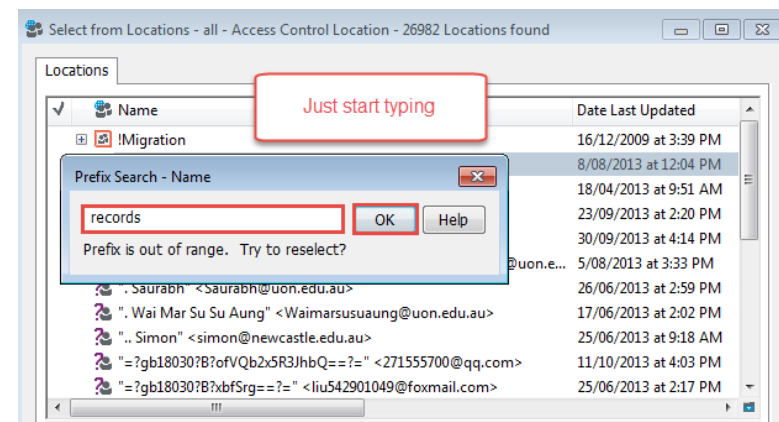 Select from Locations - all - Access Control Location - 26982 Locations found
Locations
Name
Date Last Updated
Just start typing
!Migration 16/12/2009 at 3:39 PM
8/08/2013 at 12:04 PM
Prefix Search - Name
18/04/2013 at 9:51 AM
records OK Help
23/09/2013 at 2:20 PM
30/09/2013 at 4:14 PM
Prefix is out of range. Try to reselect?
@uon.e... 5/08/2013 at 3:33 PM
". Saurabh" <Saurabh@uon.edu.au> 26/06/2013 at 2:59 PM
". Wai Mar Su Su Aung" <Waimarsusuaung@uon.edu.au> 17/06/2013 at 2:02 PM
".. Simon" <simon@newcastle.edu.au> 25/06/2013 at 9:18 AM
"=?gb18030?B?ofVQb2x5R3JhbQ==?=" <271555700@qq.com> 11/10/2013 at 4:03 PM
"=?gb18030?B?xbfSrg==?=" <liu542901049@foxmail.com> 25/06/2013 at 2:17 PM